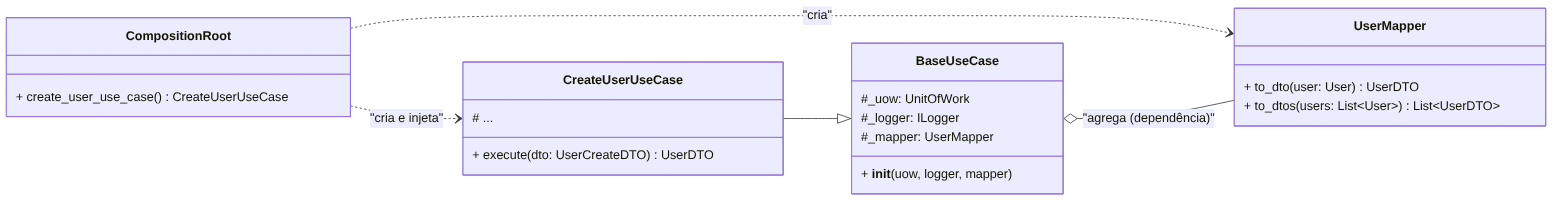 CompositionRoot
+ create_user_use_case() : CreateUserUseCase
"cria"
"cria e injeta"
CreateUserUseCase
# ...
+ execute(dto: UserCreateDTO) : UserDTO
BaseUseCase
#_uow: UnitOfWork
#_logger: ILogger
#_mapper: UserMapper
+ init(uow, logger, mapper)
"agrega (dependência)"
UserMapper
+ to_dto(user: User) : UserDTO
+ to_dtos(users: List<User>) : List<UserDTO>